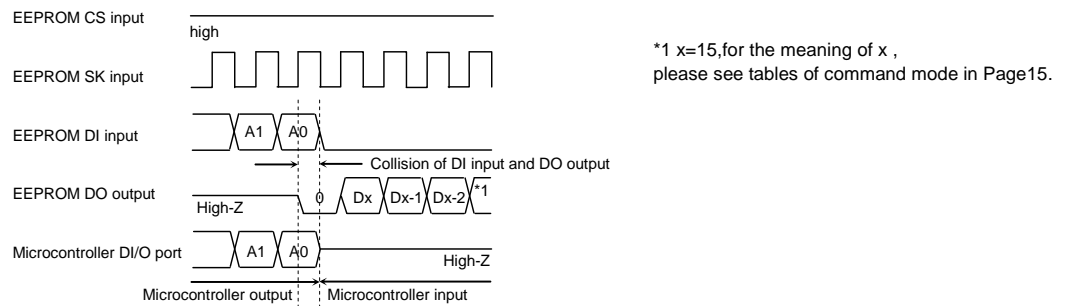 EEPROM CS input
high
*1 x=15,for the meaning of x ,
please see tables of command mode in Page15.
EEPROM SK input
EEPROM DI input
A1
A0
Collision of DI input and DO output
EEPROM DO output
High-Z
0
Dx
Dx-1
Dx-2
*1
Microcontroller DI/O port
A1
A0
High-Z
Microcontroller output
Microcontroller input